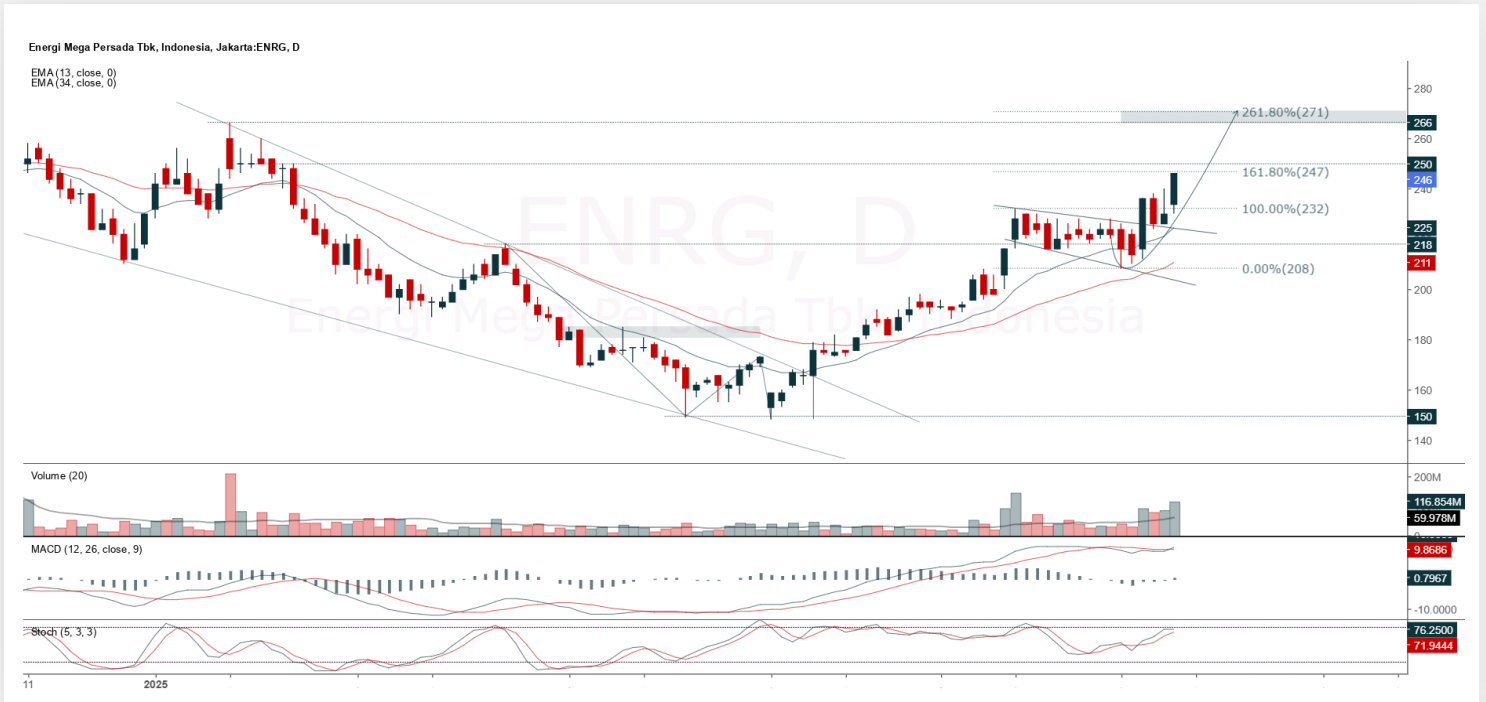 Energi Mega Persada Tbk, Indonesia, Jakarta:ENRG, D
EMA (13, close, 0)
EMA (34, close, 0)
ENRG, D
Energi Mega Persada Tbk, Indonesia
280
261.80%(271)
266
260
250
161.80%(247)
246
240
100.00%(232)
225
218
211
0.00%(208)
200
180
160
150
140
Volume (20)
200M
116.854M
59.978M
MACD (12, 26, close, 9)
9.8686
0.7967
-10.0000
Stoch (5, 3, 3)
76.2500
71.9444
11
2025